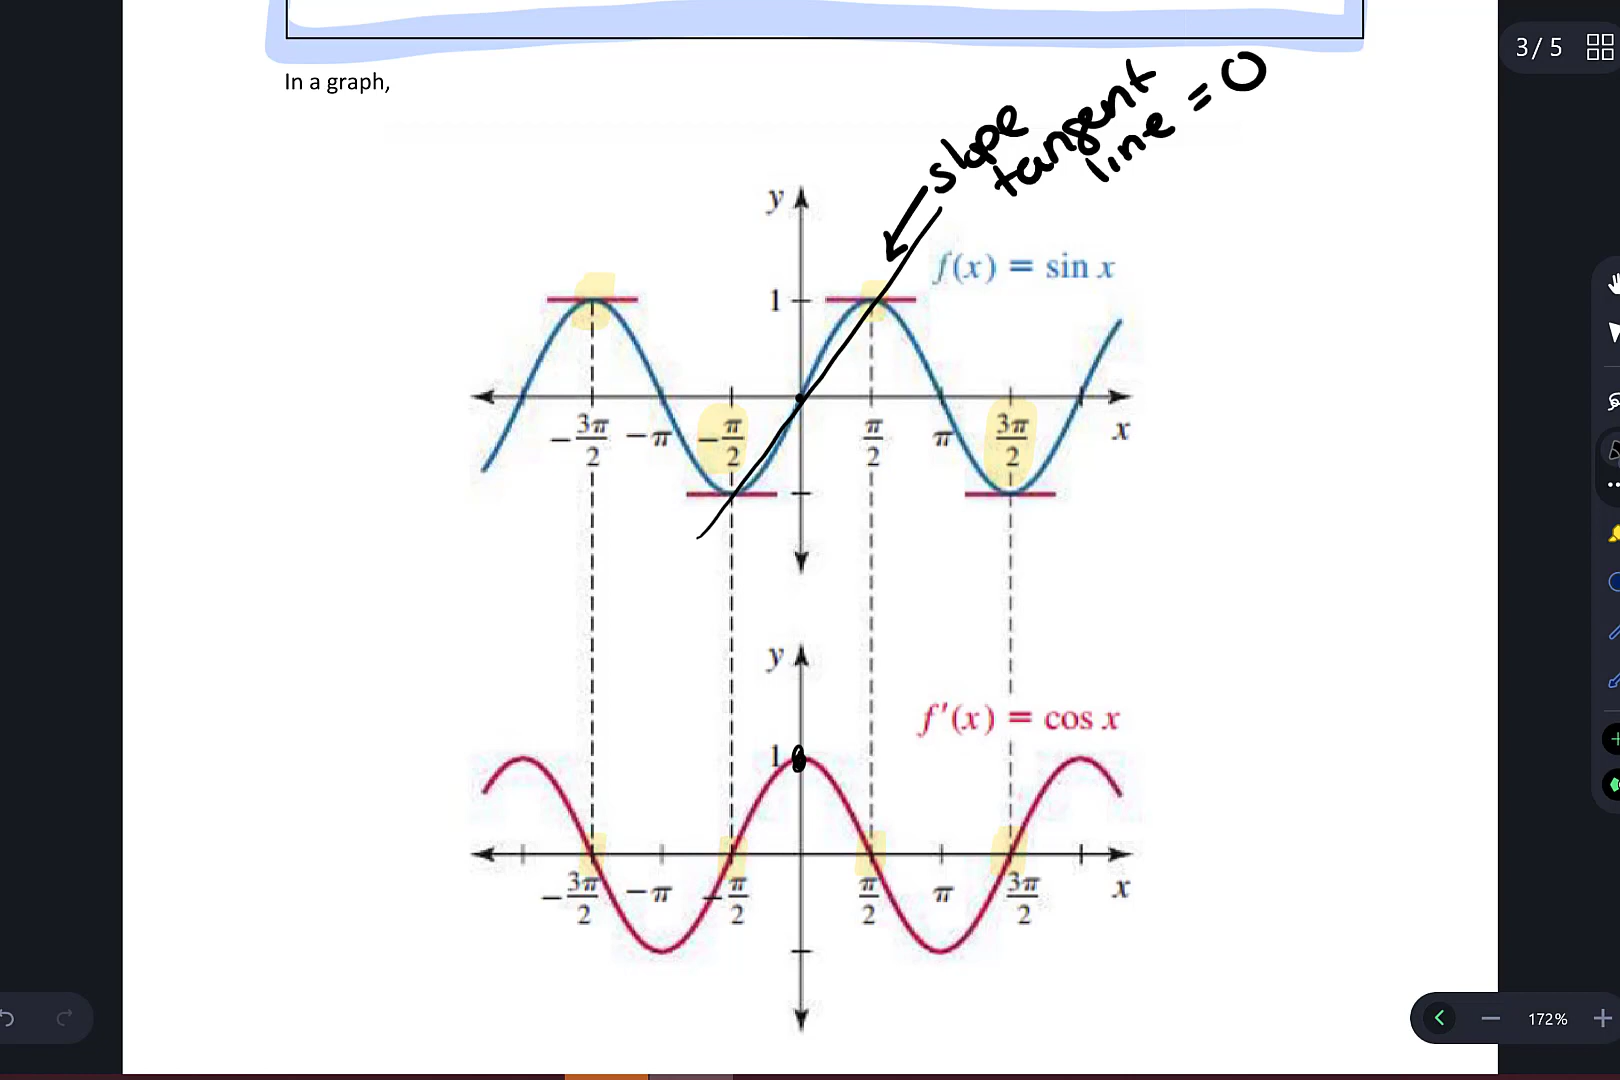 3 / 5
In a graph,
slope
tangent
line = 0
y
f(x) = sin x
1
-3π/2 -π -π/2 π/2 π 3π/2 x
y
f'(x) = cos x
1
-3π/2 -π -π/2 π/2 π 3π/2 x
172%